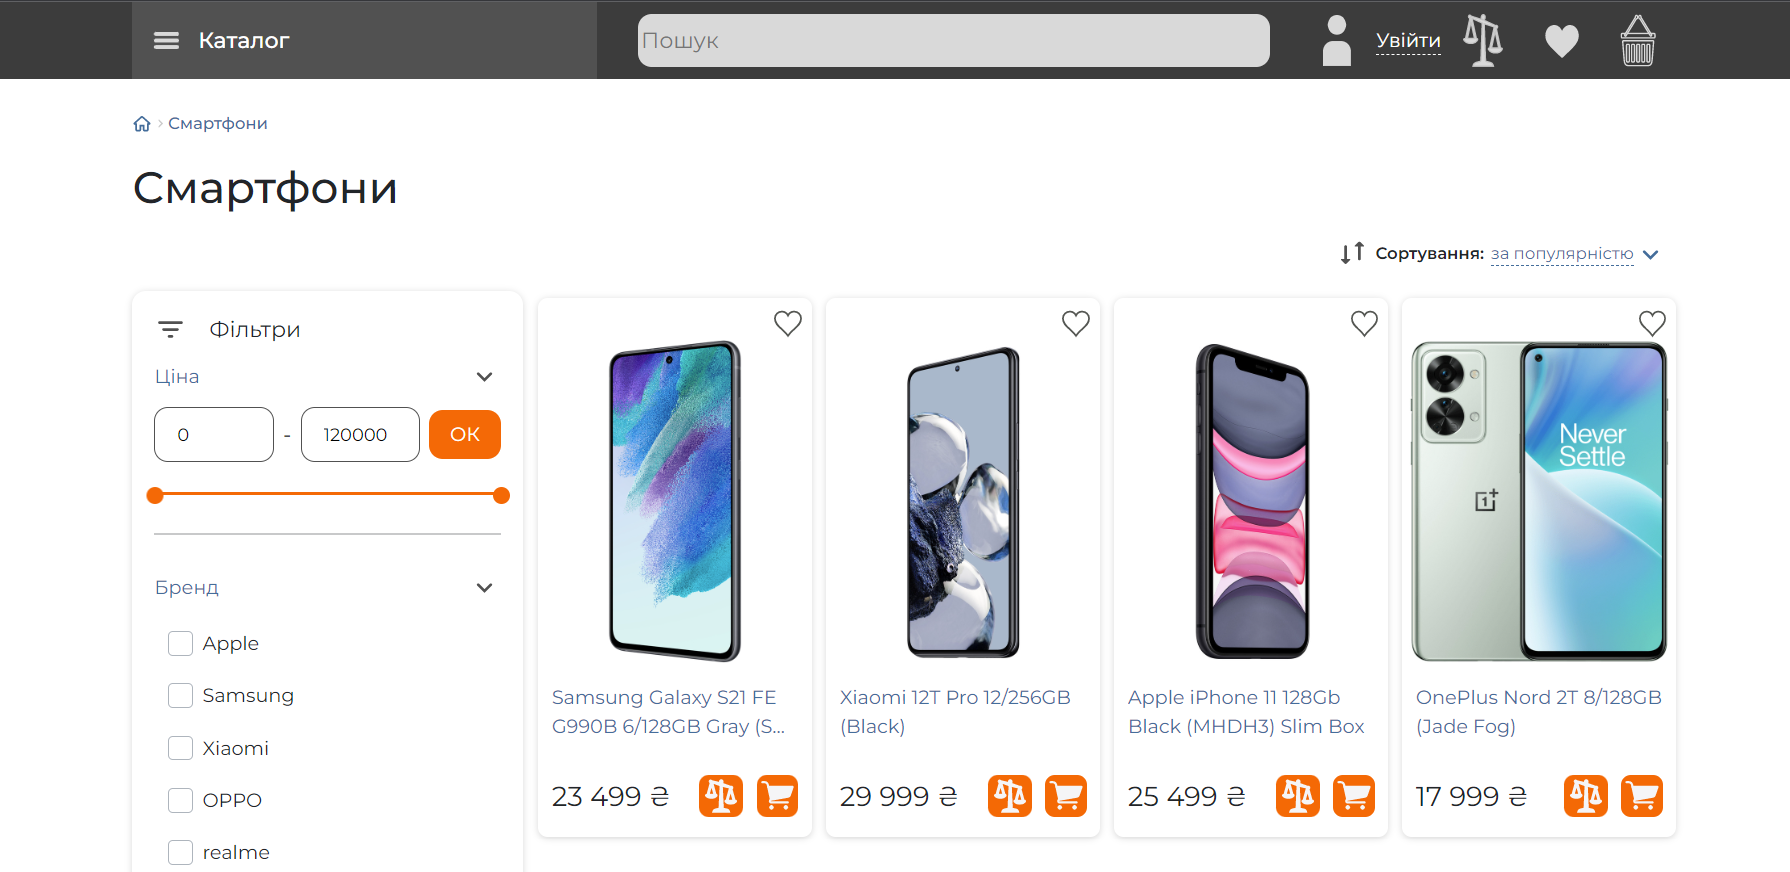 Каталог
Пошук
Увійти
Смартфони
Смартфони
Сортування: за популярністю
Фільтри
Ціна
0 - 120000 OK
Бренд
Apple
Samsung
Xiaomi
OPPO
realme
Never
Settle
Samsung Galaxy S21 FE
G990B 6/128GB Gray (S...
23 499 ₴
Xiaomi 12T Pro 12/256GB
(Black)
29 999 ₴
Apple iPhone 11 128Gb
Black (MHDH3) Slim Box
25 499 ₴
OnePlus Nord 2T 8/128GB
(Jade Fog)
17 999 ₴